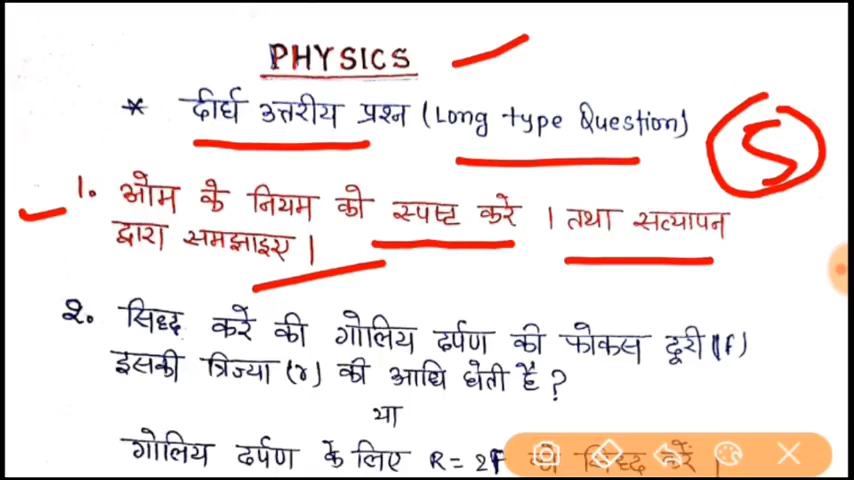 PHYSICS
* दीर्घ उत्तरीय प्रश्न (Long type Question)
5
1. ओम के नियम को स्पष्ट करे । तथा सत्यापन
द्वारा समझाइए ।
2. सिध्द करे की गोलिय दर्पण की फोकस दूरी (f)
इसकी त्रिज्या (r) की आधि होती है ?
या
गोलिय दर्पण के लिए R = 2F को सिध्द करें ।